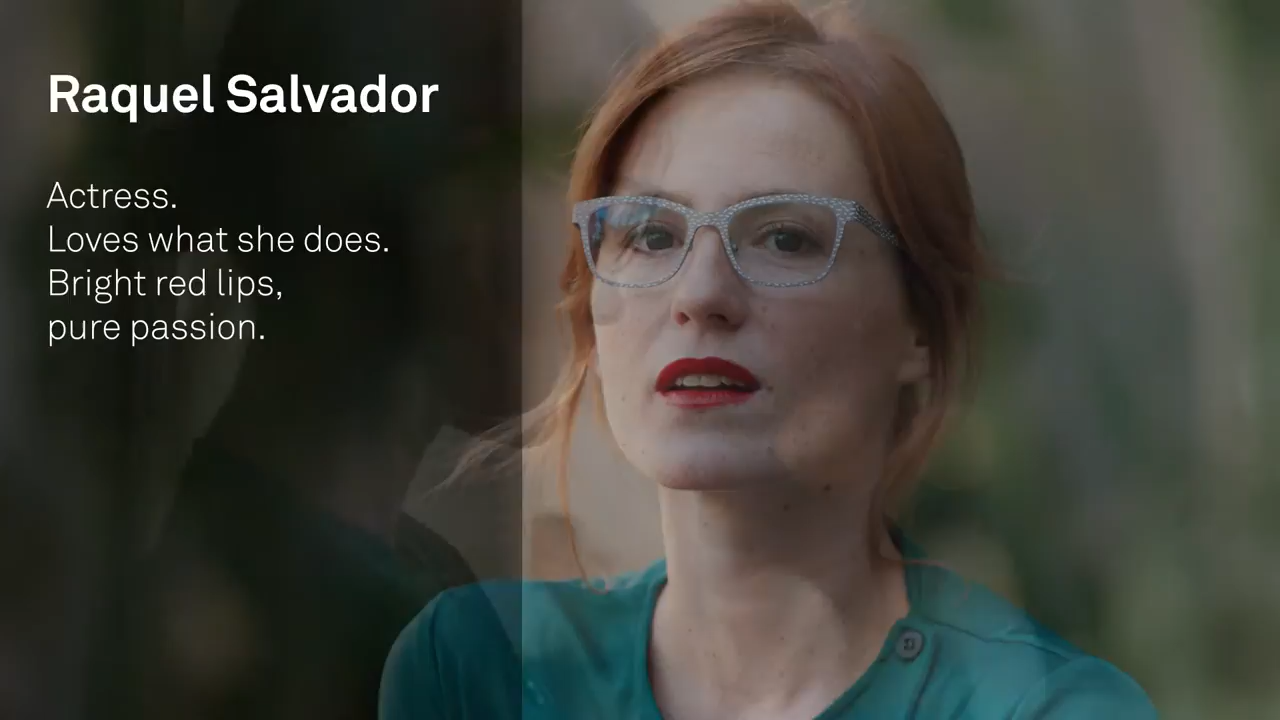 Raquel Salvador
Actress.
Loves what she does.
Bright red lips,
pure passion.